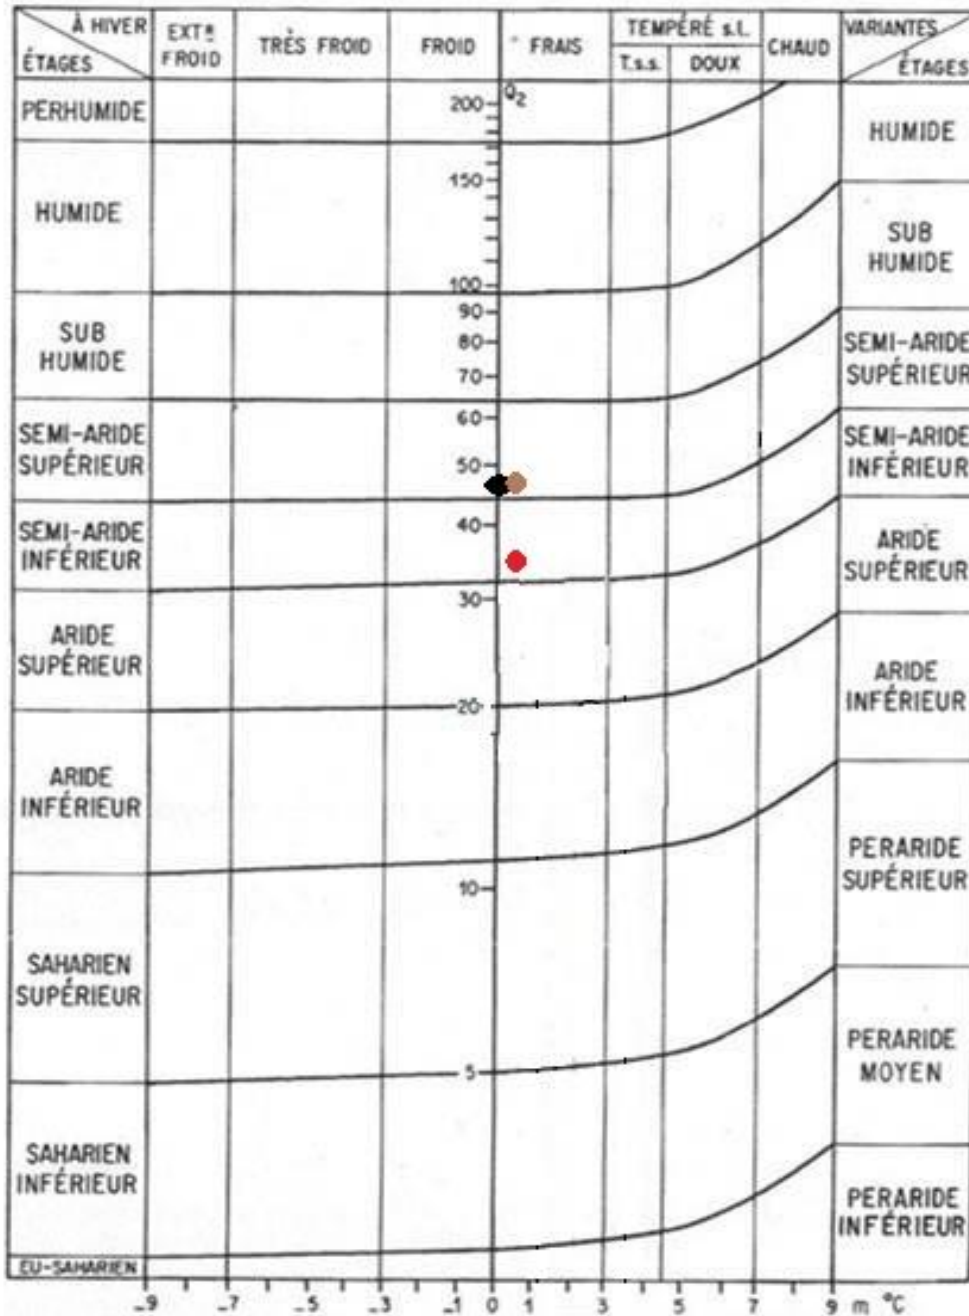 À HIVER
ÉTAGES
EXTᵗ
FROID
TRÈS FROID
FROID
FRAIS
TEMPÉRÉ s.l.
T.s.s.
DOUX
CHAUD
VARIANTES
ÉTAGES
PERHUMIDE
HUMIDE
SUB
HUMIDE
SEMI-ARIDE
SUPÉRIEUR
SEMI-ARIDE
INFÉRIEUR
ARIDE
SUPÉRIEUR
ARIDE
INFÉRIEUR
SAHARIEN
SUPÉRIEUR
SAHARIEN
INFÉRIEUR
EU-SAHARIEN
Q₂
200
150
100
90
80
70
60
50
40
30
20
10
5
HUMIDE
SUB
HUMIDE
SEMI-ARIDE
SUPÉRIEUR
SEMI-ARIDE
INFÉRIEUR
ARIDE
SUPÉRIEUR
ARIDE
INFÉRIEUR
PERARIDE
SUPÉRIEUR
PERARIDE
MOYEN
PERARIDE
INFÉRIEUR
-9 -7 -5 -3 -1 0 1 3 5 7 9 m °C